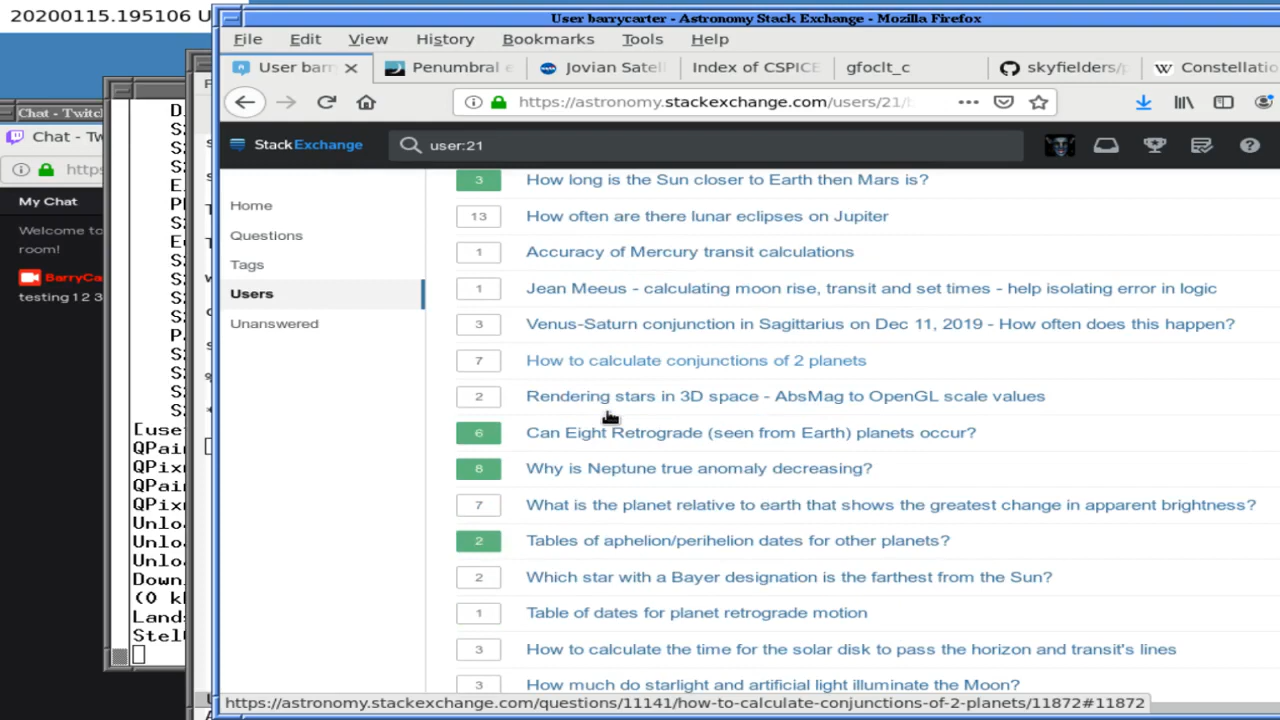 20200115.195106 U
User barrycarter - Astronomy Stack Exchange - Mozilla Firefox
File Edit View History Bookmarks Tools Help
User barr Penumbral e Jovian Satell Index of CSPICE gfoclt_c skyfielders/p Constellatio
https://astronomy.stackexchange.com/users/21/b
StackExchange user:21
Chat - Twitch
Chat - Tw
https
My Chat
Welcome to
room!
BarryCa
testing 1 2 3
[use
QPai
QPix
QPai
QPix
Unlo
Unlo
Unlo
Down
(0 k
Land
Stel
Home
Questions
Tags
Users
Unanswered
3 How long is the Sun closer to Earth then Mars is?
13 How often are there lunar eclipses on Jupiter
1 Accuracy of Mercury transit calculations
1 Jean Meeus - calculating moon rise, transit and set times - help isolating error in logic
3 Venus-Saturn conjunction in Sagittarius on Dec 11, 2019 - How often does this happen?
7 How to calculate conjunctions of 2 planets
2 Rendering stars in 3D space - AbsMag to OpenGL scale values
6 Can Eight Retrograde (seen from Earth) planets occur?
8 Why is Neptune true anomaly decreasing?
7 What is the planet relative to earth that shows the greatest change in apparent brightness?
2 Tables of aphelion/perihelion dates for other planets?
2 Which star with a Bayer designation is the farthest from the Sun?
1 Table of dates for planet retrograde motion
3 How to calculate the time for the solar disk to pass the horizon and transit's lines
3 How much do starlight and artificial light illuminate the Moon?
https://astronomy.stackexchange.com/questions/11141/how-to-calculate-conjunctions-of-2-planets/11872#11872